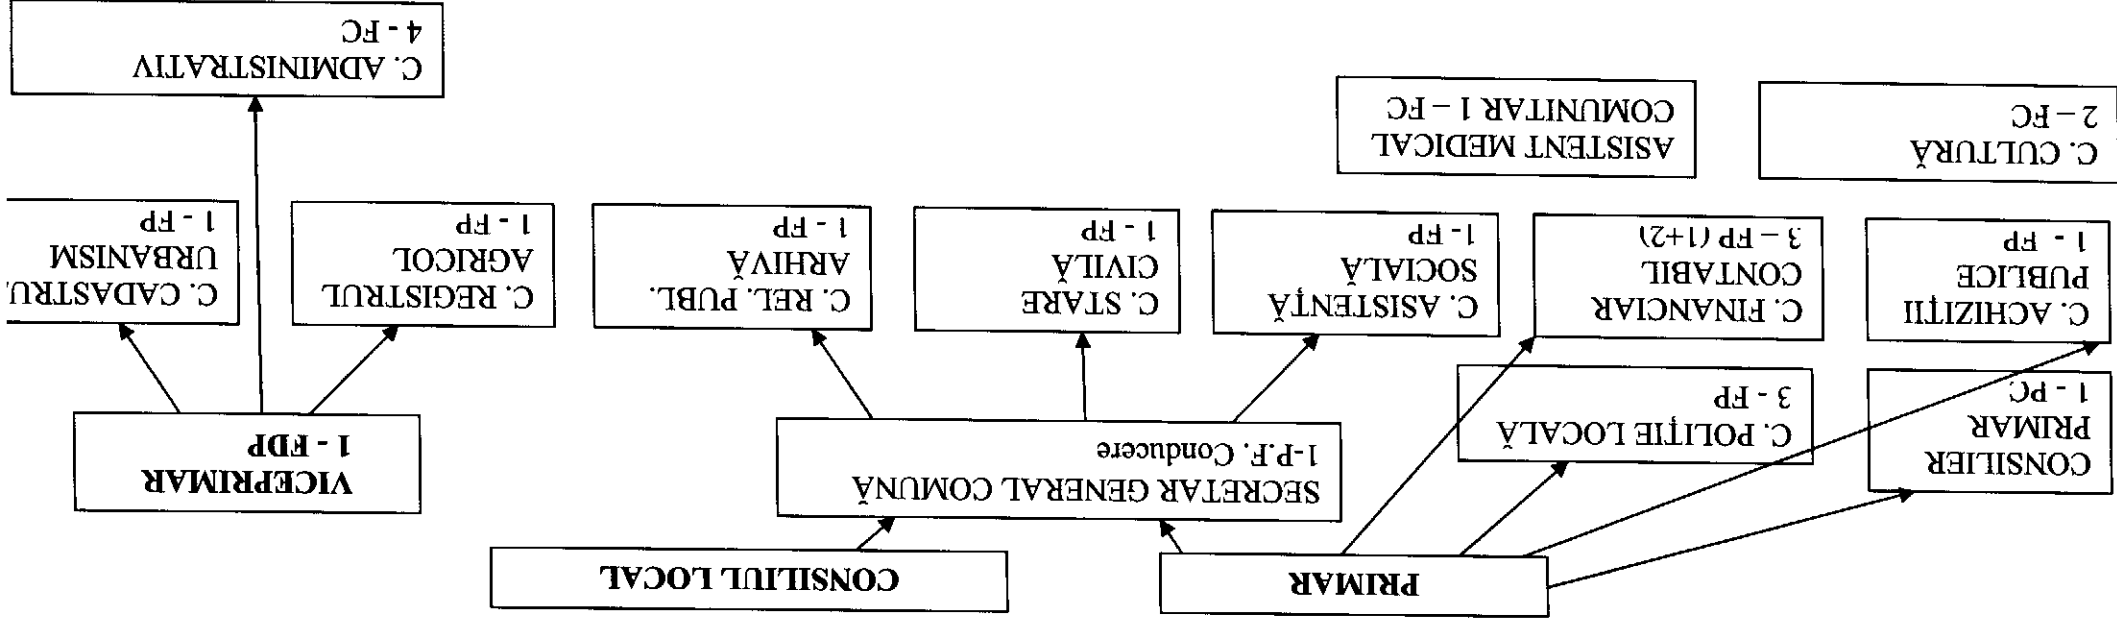 PRIMAR
CONSILIUL LOCAL
CONSILIER
PRIMAR
1 - PC
C. POLIȚIE LOCALĂ
3 - FP
SECRETAR GENERAL COMUNĂ
1-P.F. Conducere
VICEPRIMAR
1 - FDP
C. ACHIZIȚII
PUBLICE
1 - FP
C. FINANCIAR
CONTABIL
3 – FP (1+2)
C. ASISTENȚĂ
SOCIALĂ
1- FP
C. STARE
CIVILĂ
1 - FP
C. REL. PUBL.
ARHIVĂ
1 - FP
C. REGISTRUL
AGRICOL
1 - FP
C. CADASTRU,
URBANISM
1 - FP
C. CULTURĂ
2 – FC
ASISTENT MEDICAL
COMUNITAR 1 – FC
C. ADMINISTRATIV
4 - FC